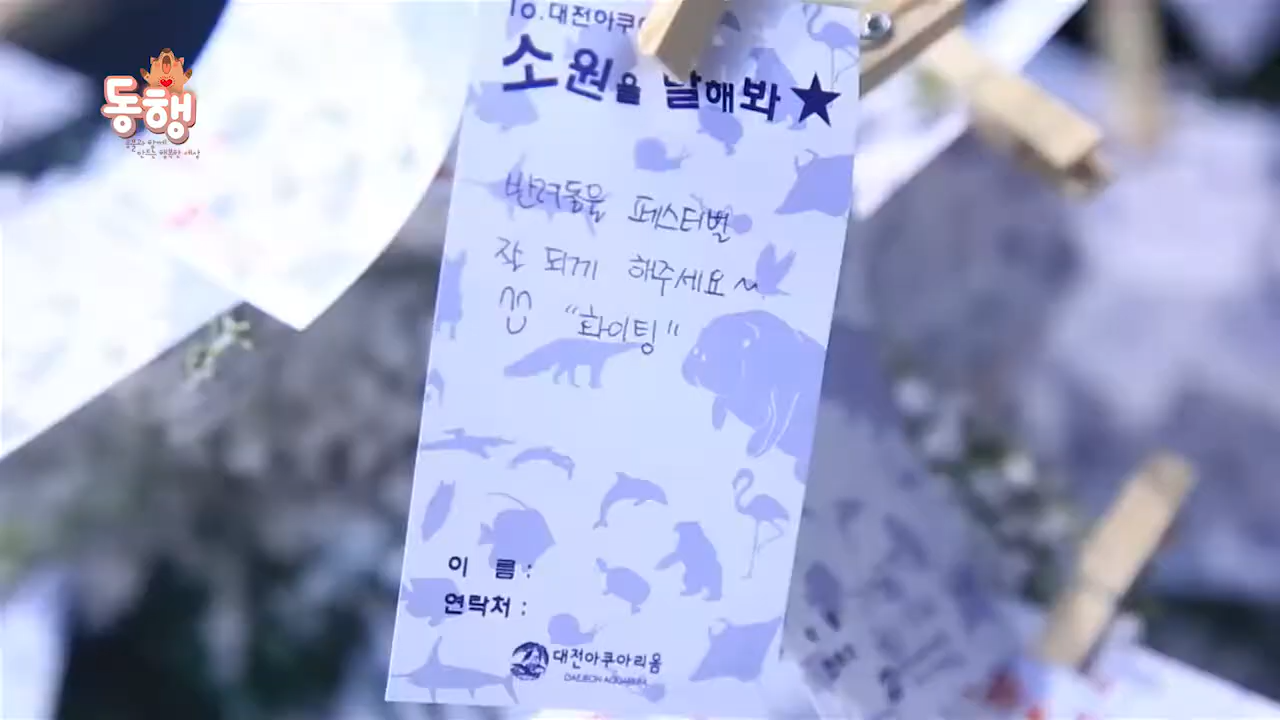 동행
To.대전아쿠아
소원을 말해봐★
반려동물 페스티벌
잘 되게 해주세요~
"화이팅"
이 름 :
연락처 :
대전아쿠아리움
DAEJEON AQUARIUM